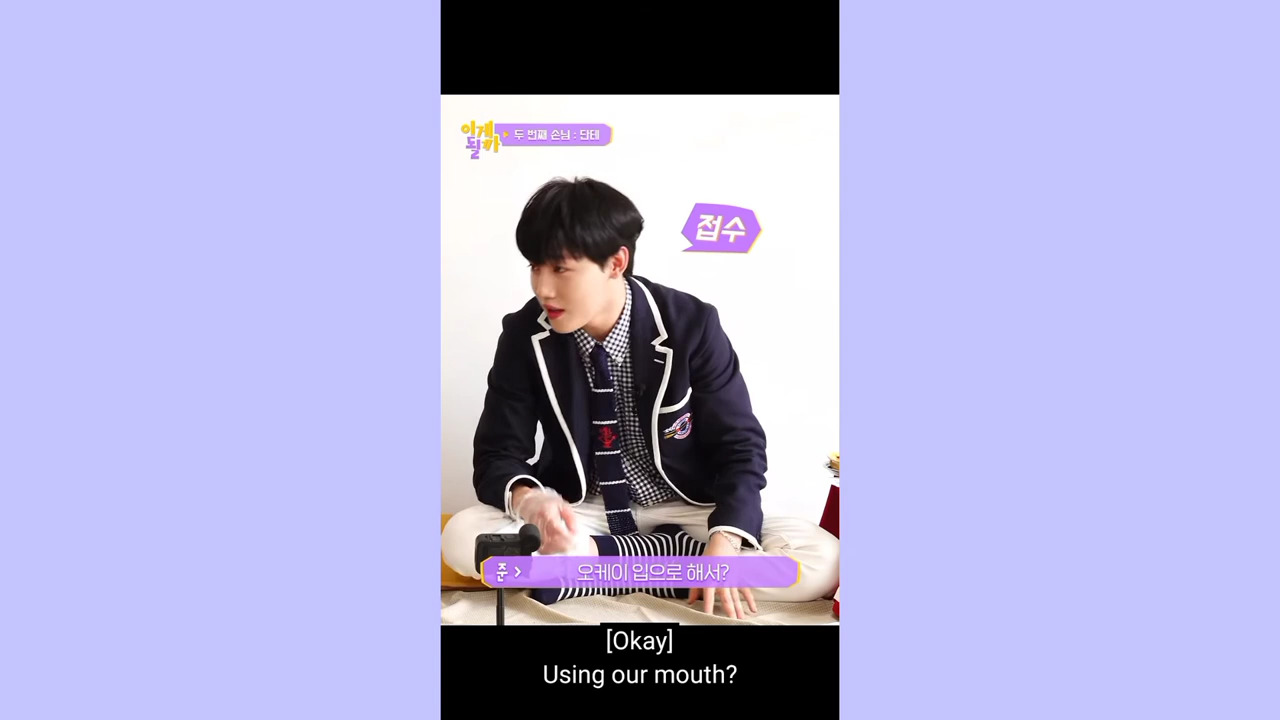 이게
될까
두 번째 손님 : 단테
접수
준 > 오케이 입으로 해서?
[Okay]
Using our mouth?